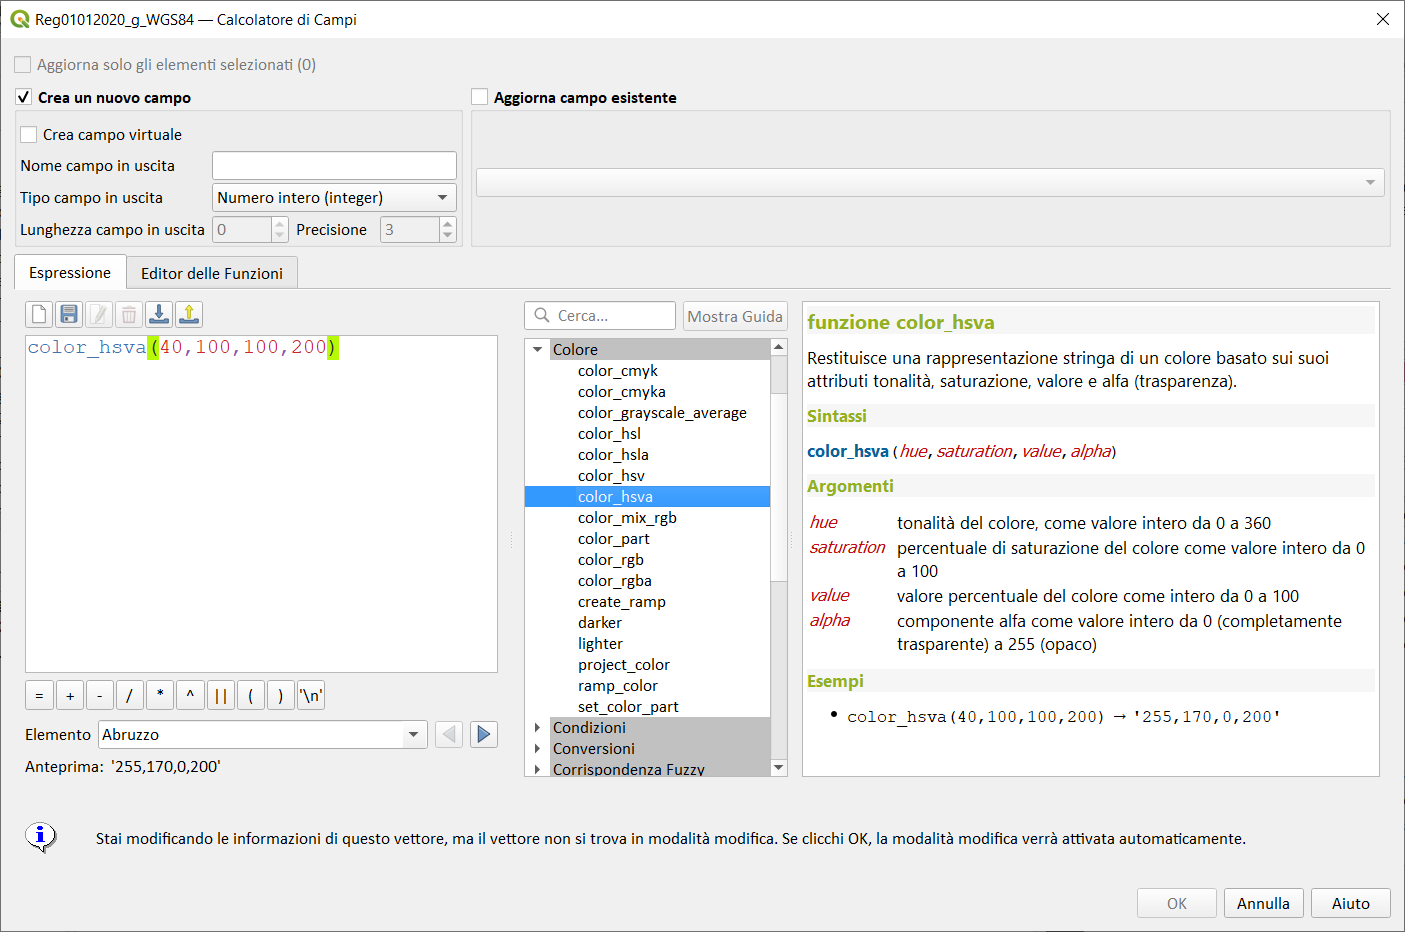 Reg01012020_g_WGS84 — Calcolatore di Campi
Aggiorna solo gli elementi selezionati (0)
Crea un nuovo campo
Aggiorna campo esistente
Crea campo virtuale
Nome campo in uscita
Tipo campo in uscita
Numero intero (integer)
Lunghezza campo in uscita
0
Precisione
3
Espressione
Editor delle Funzioni
color_hsva(40,100,100,200)
=
+
-
/
*
^
||
(
)
'\n'
Elemento
Abruzzo
Anteprima: '255,170,0,200'
Cerca...
Mostra Guida
Colore
color_cmyk
color_cmyka
color_grayscale_average
color_hsl
color_hsla
color_hsv
color_hsva
color_mix_rgb
color_part
color_rgb
color_rgba
create_ramp
darker
lighter
project_color
ramp_color
set_color_part
Condizioni
Conversioni
Corrispondenza Fuzzy
funzione color_hsva
Restituisce una rappresentazione stringa di un colore basato sui suoi
attributi tonalità, saturazione, valore e alfa (trasparenza).
Sintassi
color_hsva (hue, saturation, value, alpha)
Argomenti
hue tonalità del colore, come valore intero da 0 a 360
saturation percentuale di saturazione del colore come valore intero da 0
a 100
value valore percentuale del colore come intero da 0 a 100
alpha componente alfa come valore intero da 0 (completamente
trasparente) a 255 (opaco)
Esempi
• color_hsva(40,100,100,200) → '255,170,0,200'
Stai modificando le informazioni di questo vettore, ma il vettore non si trova in modalità modifica. Se clicchi OK, la modalità modifica verrà attivata automaticamente.
OK
Annulla
Aiuto